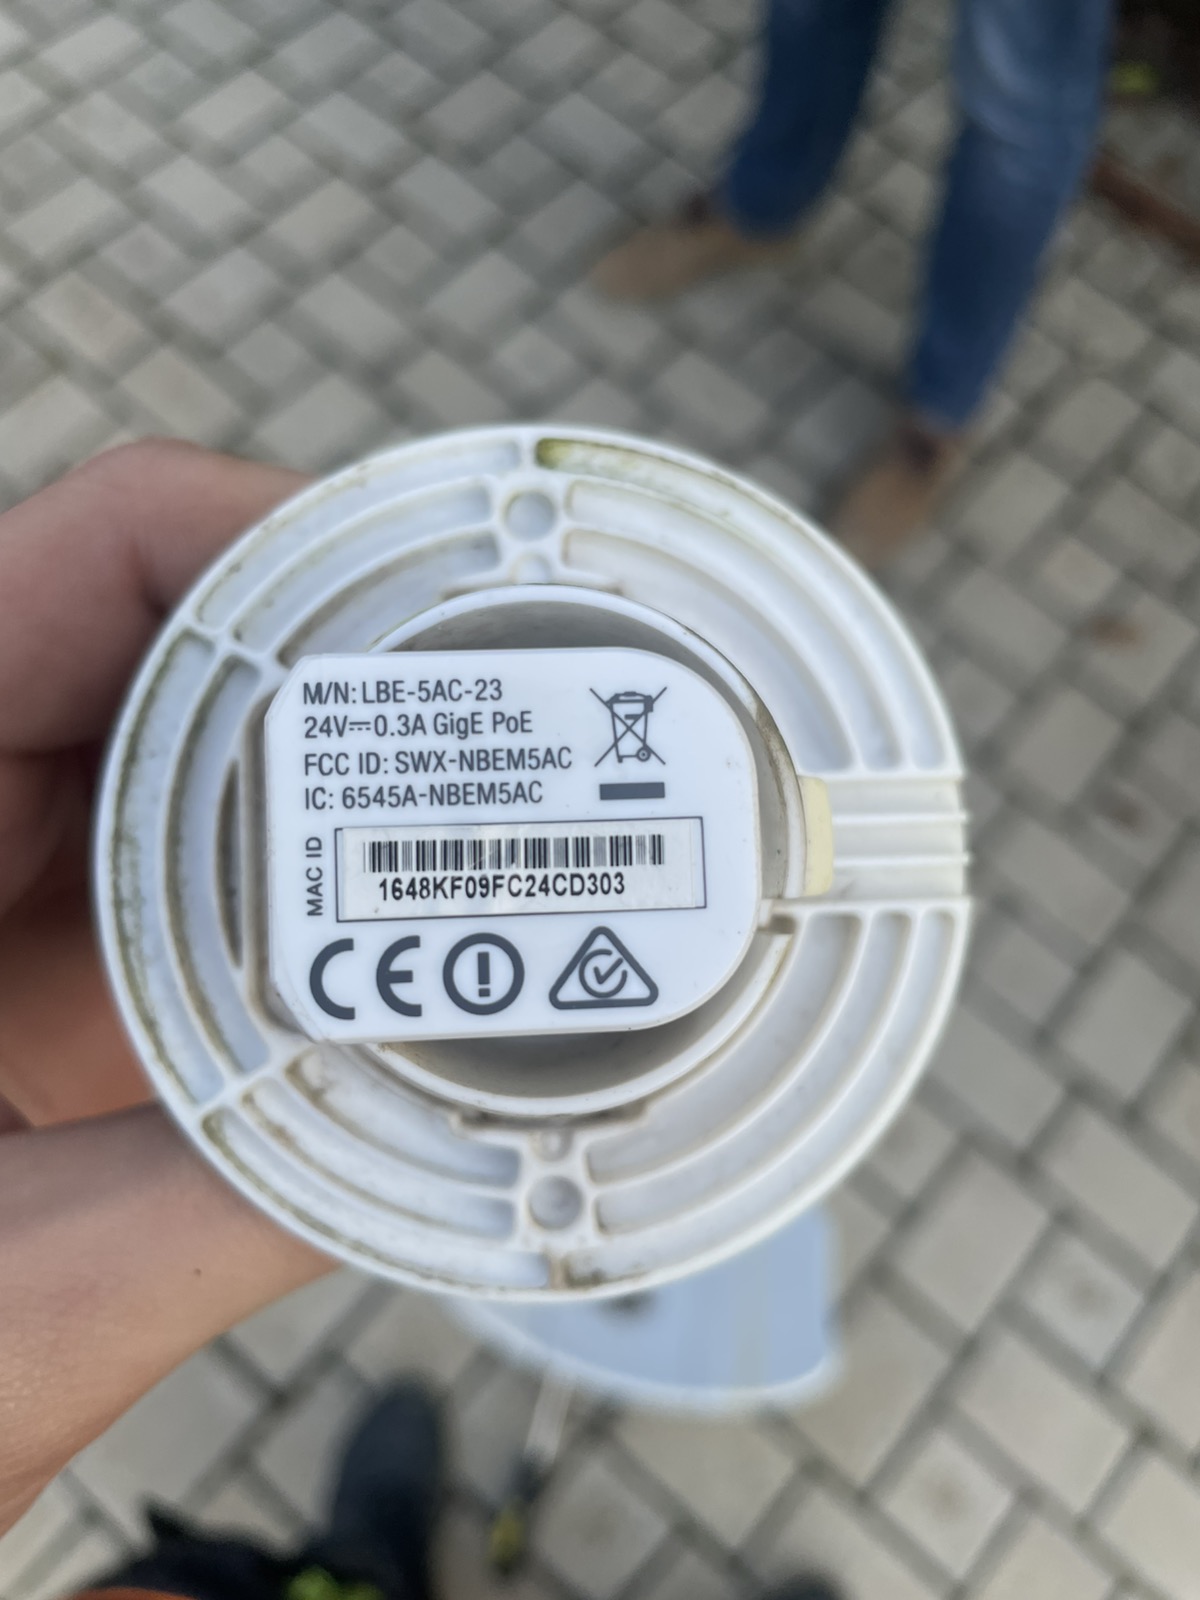 M/N: LBE-5AC-23
24V⎓0.3A GigE PoE
FCC ID: SWX-NBEM5AC
IC: 6545A-NBEM5AC
MAC ID
1648KF09FC24CD303
CE